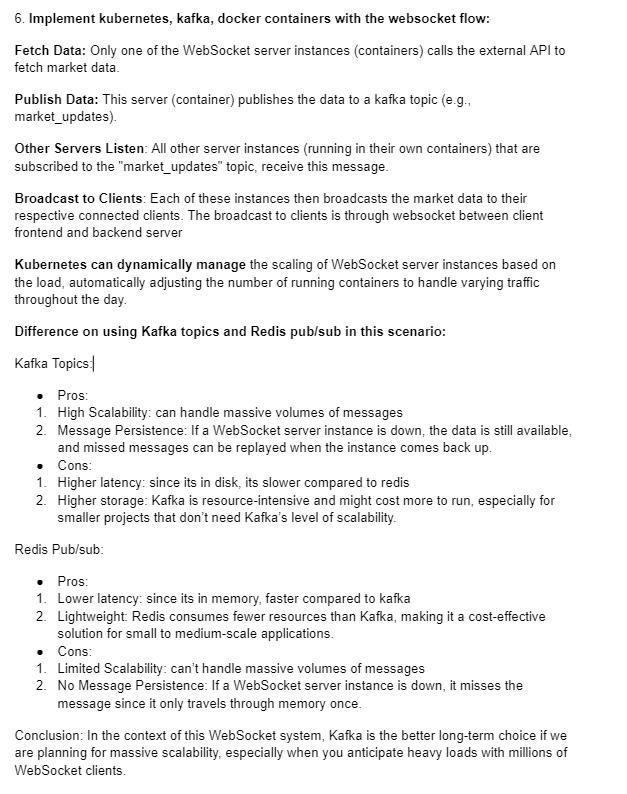 6. Implement kubernetes, kafka, docker containers with the websocket flow:
Fetch Data: Only one of the WebSocket server instances (containers) calls the external API to
fetch market data.
Publish Data: This server (container) publishes the data to a kafka topic (e.g.,
market_updates).
Other Servers Listen: All other server instances (running in their own containers) that are
subscribed to the "market_updates" topic, receive this message.
Broadcast to Clients: Each of these instances then broadcasts the market data to their
respective connected clients. The broadcast to clients is through websocket between client
frontend and backend server
Kubernetes can dynamically manage the scaling of WebSocket server instances based on
the load, automatically adjusting the number of running containers to handle varying traffic
throughout the day.
Difference on using Kafka topics and Redis pub/sub in this scenario:
Kafka Topics:
● Pros:
1. High Scalability: can handle massive volumes of messages
2. Message Persistence: If a WebSocket server instance is down, the data is still available,
and missed messages can be replayed when the instance comes back up.
● Cons:
1. Higher latency: since its in disk, its slower compared to redis
2. Higher storage: Kafka is resource-intensive and might cost more to run, especially for
smaller projects that don't need Kafka's level of scalability.
Redis Pub/sub:
● Pros:
1. Lower latency: since its in memory, faster compared to kafka
2. Lightweight: Redis consumes fewer resources than Kafka, making it a cost-effective
solution for small to medium-scale applications.
● Cons:
1. Limited Scalability: can't handle massive volumes of messages
2. No Message Persistence: If a WebSocket server instance is down, it misses the
message since it only travels through memory once.
Conclusion: In the context of this WebSocket system, Kafka is the better long-term choice if we
are planning for massive scalability, especially when you anticipate heavy loads with millions of
WebSocket clients.